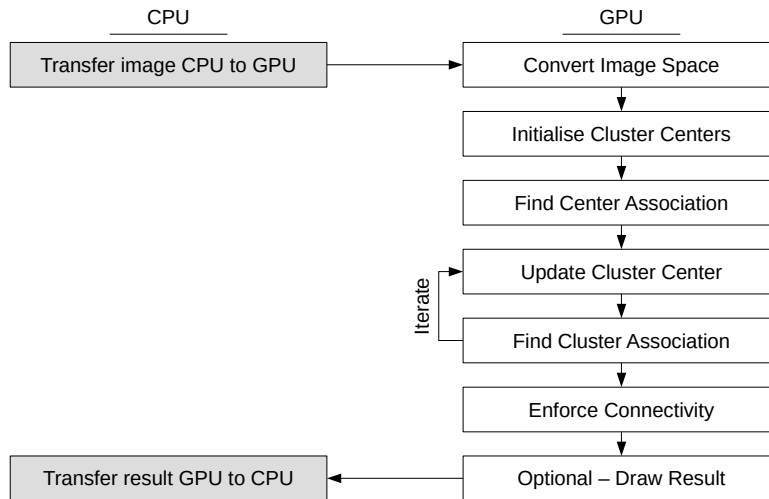 CPU
GPU
Transfer image CPU to GPU
Convert Image Space
Initialise Cluster Centers
Find Center Association
Update Cluster Center
Iterate
Find Cluster Association
Enforce Connectivity
Transfer result GPU to CPU
Optional – Draw Result